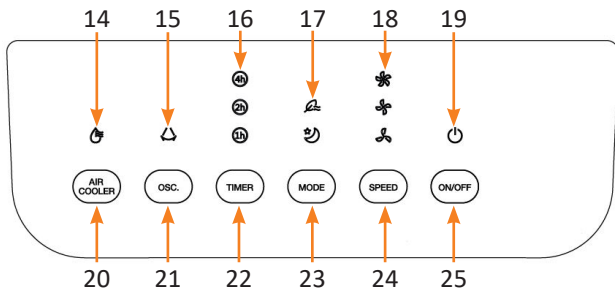 14 15 16 17 18 19
4h
2h
1h
AIR COOLER OSC. TIMER MODE SPEED ON/OFF
20 21 22 23 24 25